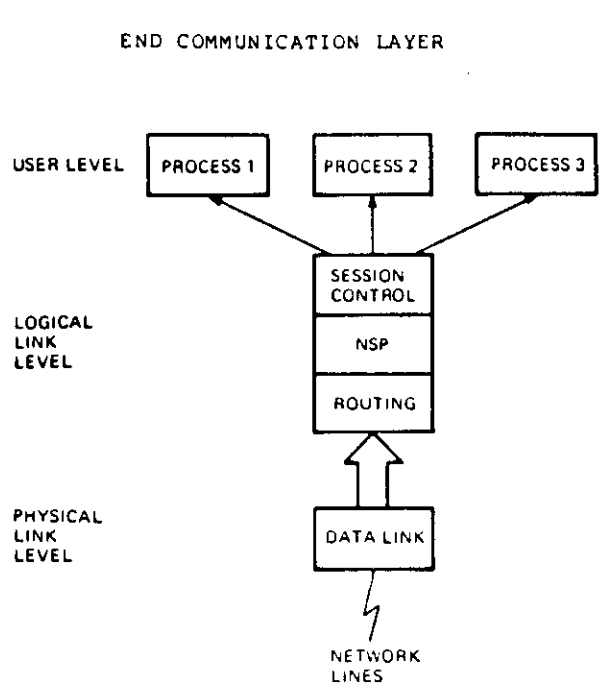 END COMMUNICATION LAYER
USER LEVEL
PROCESS 1
PROCESS 2
PROCESS 3
SESSION
CONTROL
LOGICAL
LINK
LEVEL
NSP
ROUTING
PHYSICAL
LINK
LEVEL
DATA LINK
NETWORK
LINES